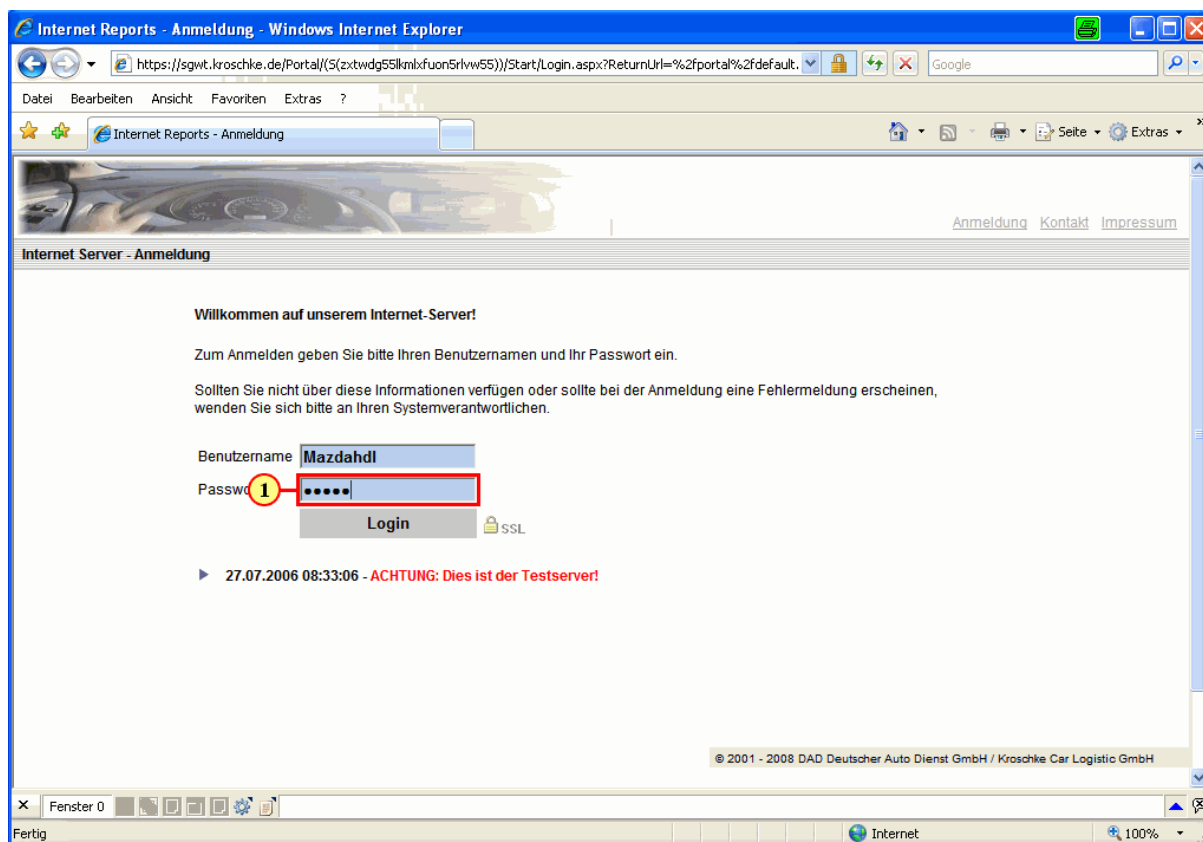 Internet Reports - Anmeldung - Windows Internet Explorer
https://sgwt.kroschke.de/Portal/(S(zxtwdg55lkmlxfuon5rlvw55))/Start/Login.aspx?ReturnUrl=%2fportal%2fdefault.
Google
Datei Bearbeiten Ansicht Favoriten Extras ?
Internet Reports - Anmeldung
Seite Extras
Anmeldung Kontakt Impressum
Internet Server - Anmeldung
Willkommen auf unserem Internet-Server!
Zum Anmelden geben Sie bitte Ihren Benutzernamen und Ihr Passwort ein.
Sollten Sie nicht über diese Informationen verfügen oder sollte bei der Anmeldung eine Fehlermeldung erscheinen,
wenden Sie sich bitte an Ihren Systemverantwortlichen.
Benutzername Mazdahdl
Passwo 1 •••••
Login SSL
27.07.2006 08:33:06 - ACHTUNG: Dies ist der Testserver!
© 2001 - 2008 DAD Deutscher Auto Dienst GmbH / Kroschke Car Logistic GmbH
Fenster 0
Fertig Internet 100%